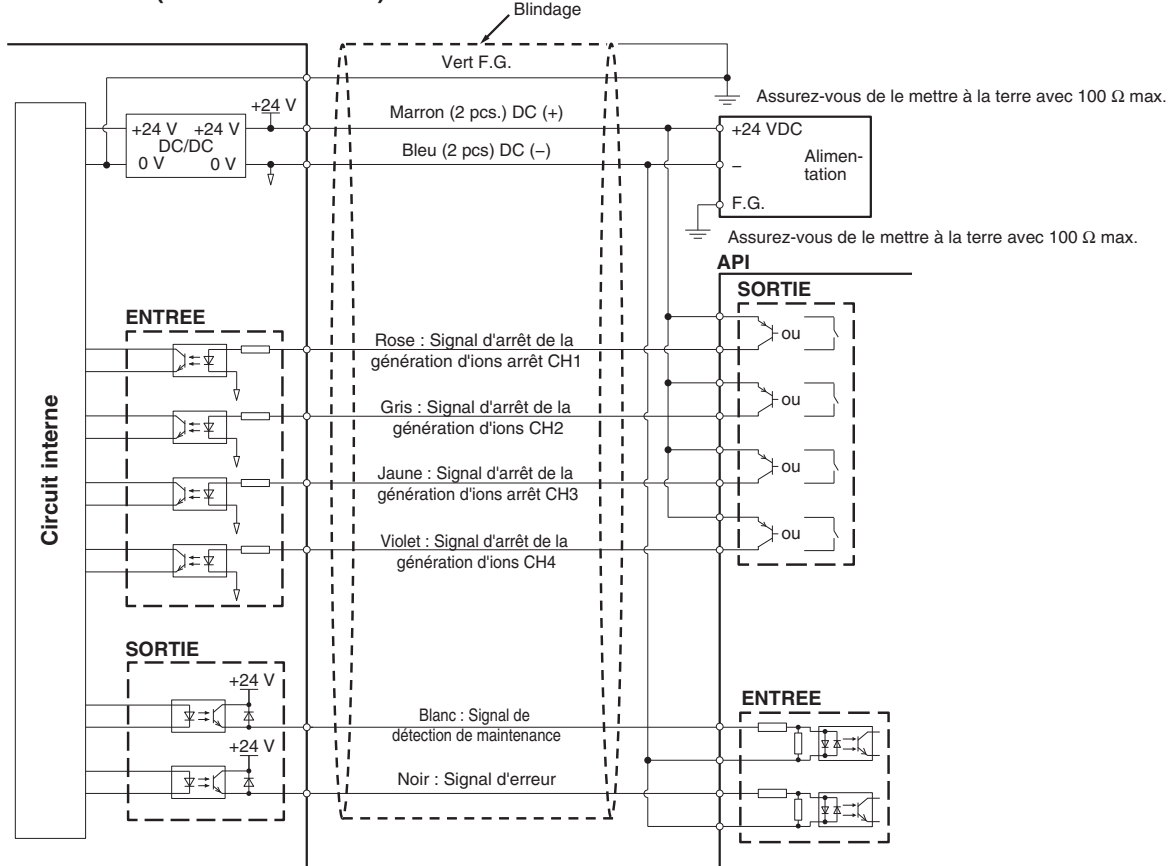 Blindage
Vert F.G.
Assurez-vous de le mettre à la terre avec 100 Ω max.
+24 V
Marron (2 pcs.) DC (+)
+24 V +24 V
DC/DC
0 V 0 V
Bleu (2 pcs) DC (−)
+24 VDC
–
Alimen-
tation
F.G.
Assurez-vous de le mettre à la terre avec 100 Ω max.
API
SORTIE
ENTREE
Rose : Signal d'arrêt de la
génération d'ions arrêt CH1
ou
Gris : Signal d'arrêt de la
génération d'ions CH2
ou
Circuit interne
Jaune : Signal d'arrêt de la
génération d'ions arrêt CH3
ou
Violet : Signal d'arrêt de la
génération d'ions CH4
ou
SORTIE
+24 V
ENTREE
Blanc : Signal de
détection de maintenance
+24 V
Noir : Signal d'erreur